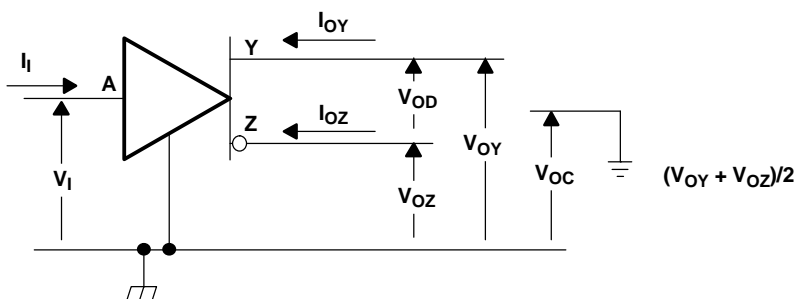 I_OY
I_I
A
Y
V_OD
Z
I_OZ
V_I
V_OZ
V_OY
V_OC
(V_OY + V_OZ)/2